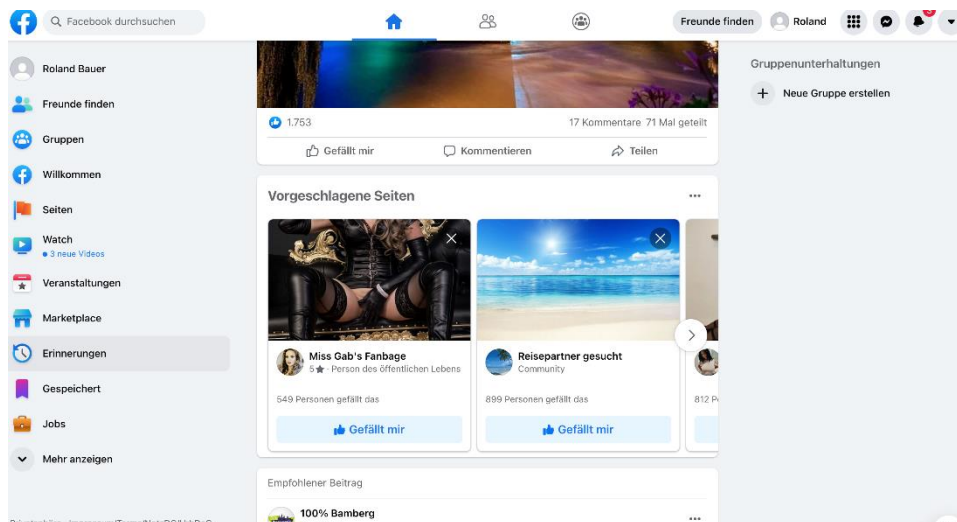 Facebook durchsuchen
Freunde finden
Roland
Roland Bauer
Freunde finden
Gruppen
Willkommen
Seiten
Watch
3 neue Videos
Veranstaltungen
Marketplace
Erinnerungen
Gespeichert
Jobs
Mehr anzeigen
1.753
17 Kommentare 71 Mal geteilt
Gefällt mir
Kommentieren
Teilen
Vorgeschlagene Seiten
Miss Gab's Fanbage
5★ · Person des öffentlichen Lebens
549 Personen gefällt das
Gefällt mir
Reisepartner gesucht
Community
899 Personen gefällt das
Gefällt mir
812
Empfohlener Beitrag
100% Bamberg
Gruppenunterhaltungen
Neue Gruppe erstellen